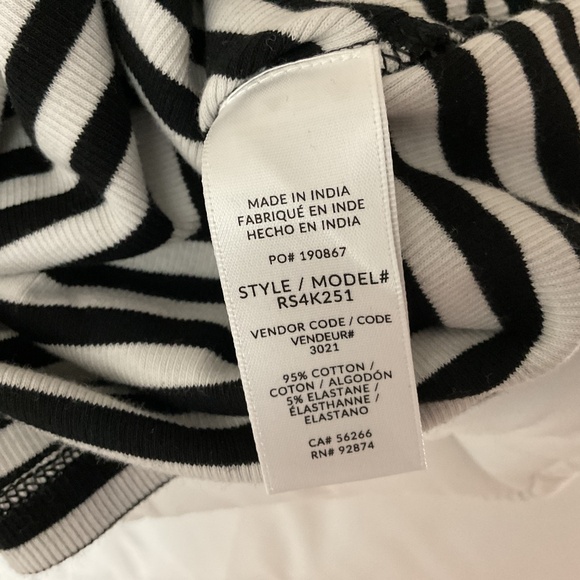 MADE IN INDIA
FABRIQUÉ EN INDE
HECHO EN INDIA
PO# 190867
STYLE / MODEL#
RS4K251
VENDOR CODE / CODE
VENDEUR#
3021
95% COTTON /
COTON / ALGODÓN
5% ELASTANE /
ÉLASTHANNE /
ELASTANO
CA# 56266
RN# 92874